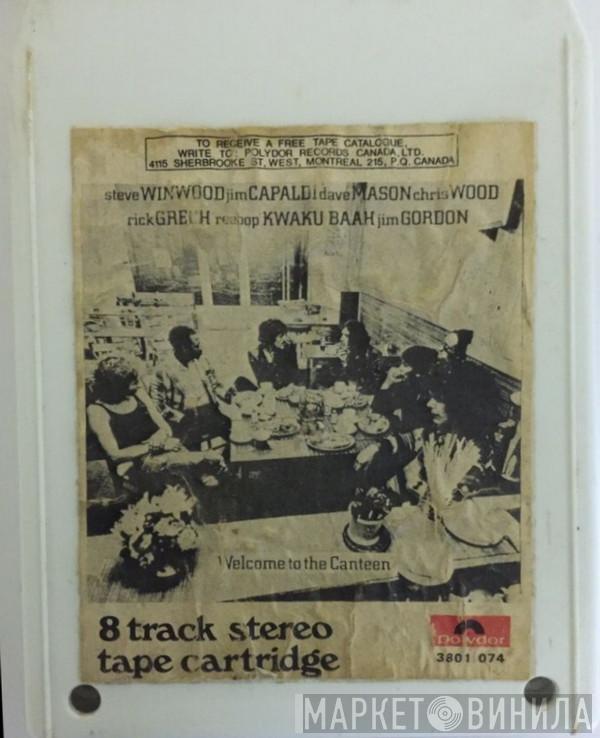 TO RECEIVE A FREE TAPE CATALOGUE,
WRITE TO: POLYDOR RECORDS CANADA, LTD.
4115 SHERBROOKE ST, WEST, MONTREAL 215, P.Q. CANADA
steve WINWOOD jim CAPALDI dave MASON chris WOOD
rick GRECH reebop KWAKU BAAH jim GORDON
Welcome to the Canteen
8 track stereo
tape cartridge
Polydor
3801 074
МАРКЕТ ВИНИЛА